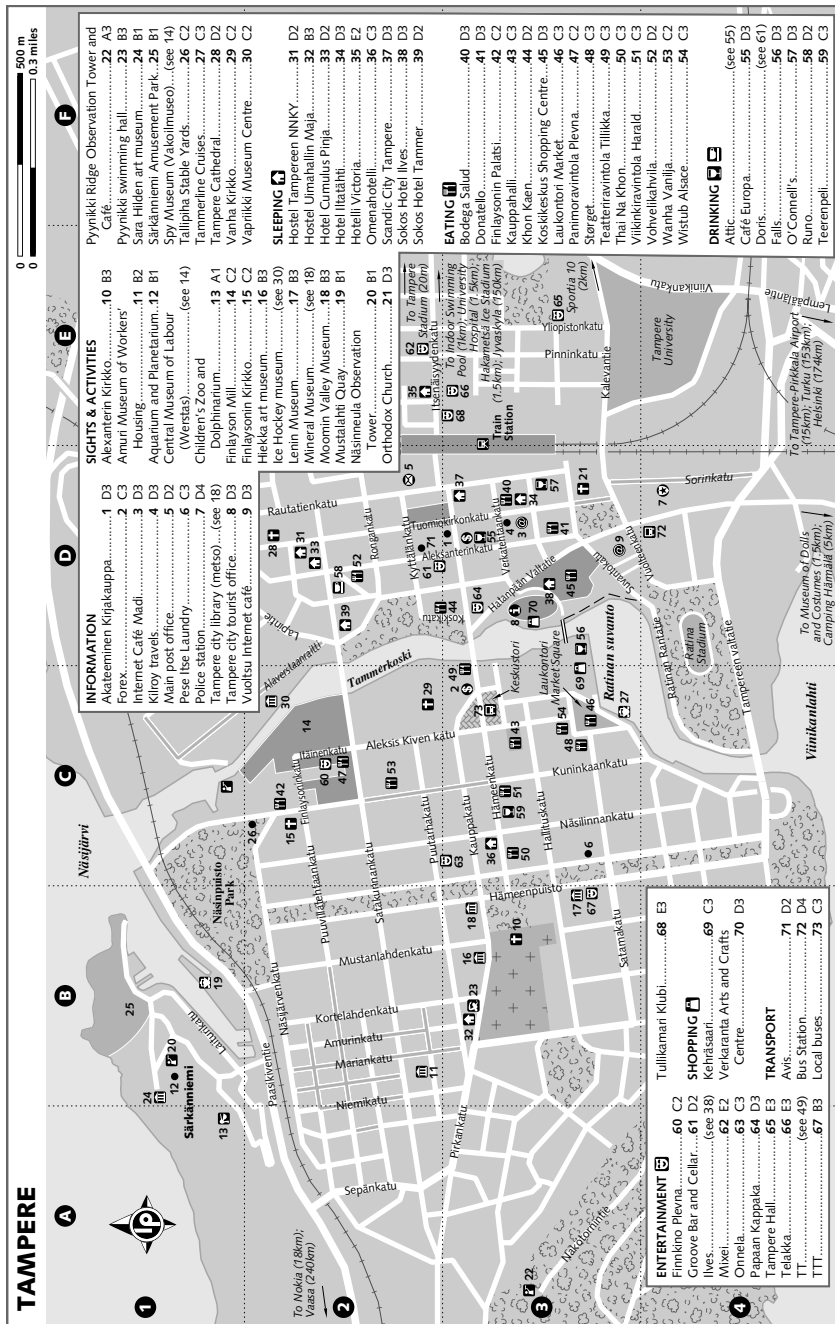 TAMPERE
0 500 m
0 0.3 miles
A
B
C
D
E
F
1
2
3
4
INFORMATION
Akateeminen Kirjakauppa.....1 D3
Forex.....2 C3
Internet Café Madi.....3 D3
Kilroy travels.....4 D3
Main post office.....5 D2
Pese Itse Laundry.....6 C3
Police station.....7 D4
Tampere city library (metso)...(see 18)
Tampere city tourist office.....8 D3
Vuoltsu Internet café.....9 D3
SIGHTS & ACTIVITIES
Alexanterin Kirkko.....10 B3
Amuri Museum of Workers'
Housing.....11 B2
Aquarium and Planetarium.....12 B1
Central Museum of Labour
(Werstas).....(see 14)
Children's Zoo and
Dolphinarium.....13 A1
Finlayson Mill.....14 C2
Finlaysonin Kirkko.....15 C2
Hiekka art museum.....16 B3
Ice Hockey museum.....(see 30)
Lenin Museum.....17 B3
Mineral Museum.....(see 18)
Moomin Valley Museum.....18 B3
Mustalahti Quay.....19 B1
Näsinneula Observation
Tower.....20 B1
Orthodox Church.....21 D3
Pyynikki Ridge Observation Tower and
Café.....22 A3
Pyynikki swimming hall.....23 B3
Sara Hilden art museum.....24 B1
Särkänniemi Amusement Park.....25 B1
Spy Museum (Vakoilmuseo)..(see 14)
Tallipiha Stable Yards.....26 C2
Tammerline Cruises.....27 C3
Tampere Cathedral.....28 D2
Vanha Kirkko.....29 C2
Vapriikki Museum Centre.....30 C2
SLEEPING
Hostel Tampereen NNKY.....31 D2
Hostel Uimahallin Maja.....32 B3
Hotel Cumulus Pinja.....33 D2
Hotel Iltatähti.....34 D3
Hotelli Victoria.....35 E2
Omenahotelli.....36 C3
Scandic City Tampere.....37 D3
Sokos Hotel Ilves.....38 D3
Sokos Hotel Tammer.....39 D2
EATING
Bodega Salud.....40 D3
Donatello.....41 D3
Finlaysonin Palatsi.....42 C2
Kauppahalli.....43 C3
Khon Kaen.....44 D2
Koskikeskus Shopping Centre.....45 D3
Laukontori Market.....46 C3
Panimoravintola Plevna.....47 C2
Størget.....48 C3
Teatteriravintola Tillikka.....49 C3
Thai Na Khon.....50 C3
Viikinkiravintola Harald.....51 C3
Vohvelikahvila.....52 D2
Wanha Vanilja.....53 C2
Wistub Alsace.....54 C3
DRINKING
Attic.....(see 55)
Café Europa.....55 D3
Doris.....(see 61)
Falls.....56 D3
O'Connell's.....57 D3
Runo.....58 D2
Teerenpeli.....59 C3
ENTERTAINMENT
Finnkino Plevna.....60 C2
Groove Bar and Cellar...61 D2
Ilves.....(see 38)
Mixei.....62 E2
Onnela.....63 C3
Papaan Kappaka.....64 D3
Tampere Hall.....65 E3
Telakka.....66 E3
TT.....(see 49)
TTT.....67 B3
Tullikamari Klubi.....68 E3
SHOPPING
Kehräsaari.....69 C3
Verkaranta Arts and Crafts
Centre.....70 D3
TRANSPORT
Avis.....71 D2
Bus Station.....72 D4
Local buses.....73 C3
Näsijärvi
Näsinpuisto
Park
Särkänniemi
Laiturikatu
Paasikiventie
Näsijärvenkatu
Puuvillatehtaankatu
Satakunnankatu
Mustanlahdenkatu
Kortelahdenkatu
Amurinkatu
Mariankatu
Niemikatu
Sepänkatu
Pirkankatu
Näkötornintie
Finlaysoninkatu
Itäinenkatu
Aleksis Kiven katu
Puutarhakatu
Kauppakatu
Hämeenkatu
Hallituskatu
Kuninkaankatu
Näsilinnankatu
Hämeenpuisto
Satamakatu
Alaverstaanraitti
Lapintie
Tammerkoski
Koskikatu
Keskustori
Laukontori
Market Square
Ratinan suvanto
Ratinan Rantatie
Ratina
Stadium
Tampereen valtatie
Viinikanlahti
Rautatienkatu
Rongankatu
Kyttälänkatu
Tuomiokirkonkatu
Aleksanterinkatu
Verkatehtaankatu
Hatanpään Valtatie
Suvantokatu
Vuolteenkatu
Sorinkatu
Train
Station
Itsenäisyydenkatu
Yliopistonkatu
Pinninkatu
Kalevantie
Tampere
University
Viinikankatu
Lempääläntie
To Nokia (18km);
Vaasa (240km)
To Tampere
Stadium (20m)
To Indoor Swimming
Pool (1km); University
Hospital (1.5km);
Hakametsä Ice Stadium
(1.5km); Jyvaskyla (150km)
Sportia 10
(2km)
To Tampere-Pirkkala Airport
(15km); Turku (153km);
Helsinki (174km)
To Museum of Dolls
and Costumes (1.5km);
Camping Härmälä (5km)